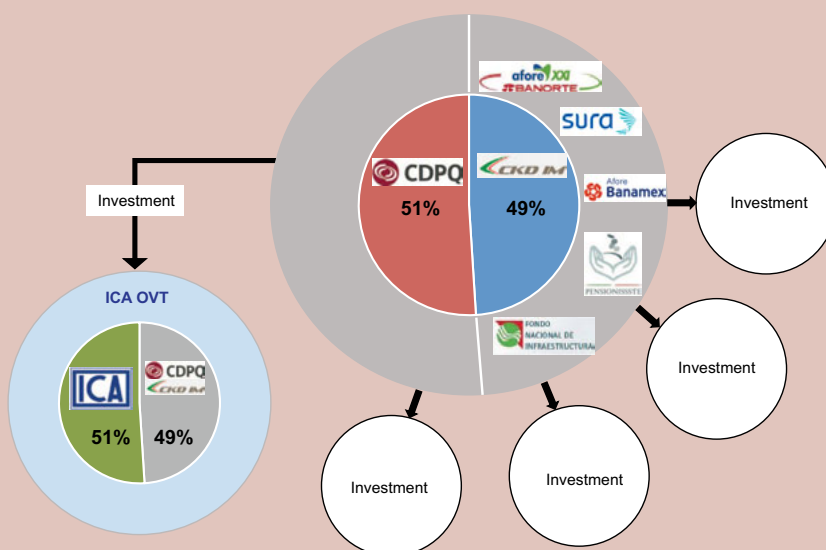 afore XXI
BANORTE
sura
CDPQ
CKD IM
51%
49%
Afore
Banamex
PENSIONISSSTE
FONDO
NACIONAL DE
INFRAESTRUCTURA
Investment
Investment
Investment
Investment
Investment
ICA OVT
ICA
CDPQ
CKD IM
51%
49%